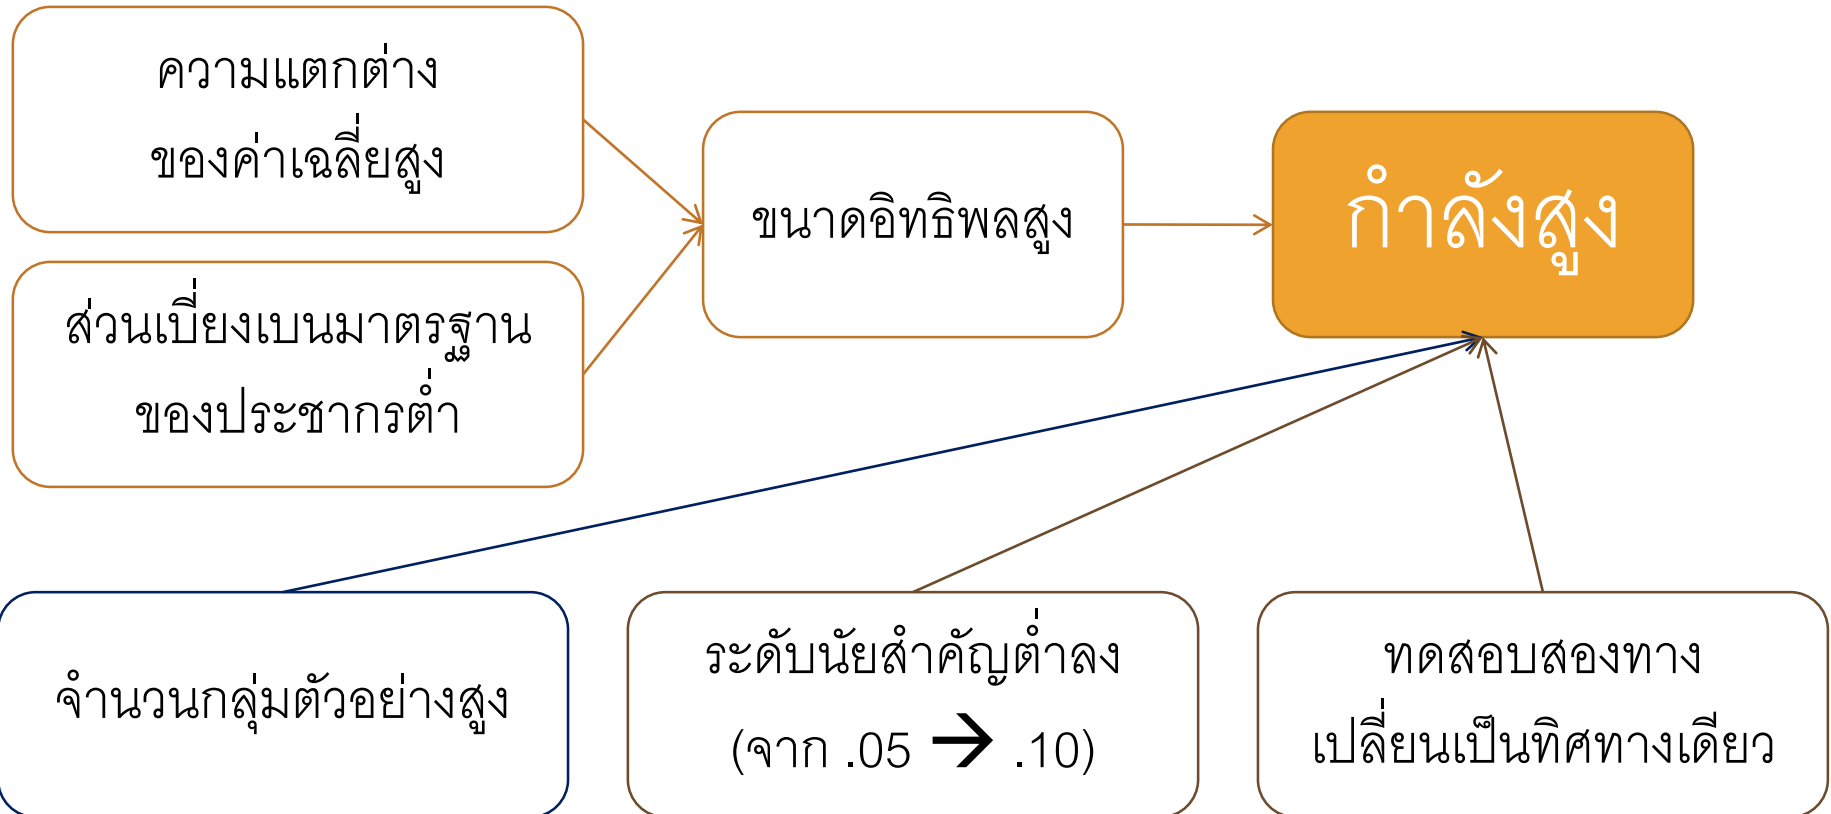 ความแตกต่าง
ของค่าเฉลี่ยสูง
ขนาดอิทธิพลสูง
กำลังสูง
ส่วนเบี่ยงเบนมาตรฐาน
ของประชากรต่ำ
จำนวนกลุ่มตัวอย่างสูง
ระดับนัยสำคัญต่ำลง
(จาก .05 → .10)
ทดสอบสองทาง
เปลี่ยนเป็นทิศทางเดียว